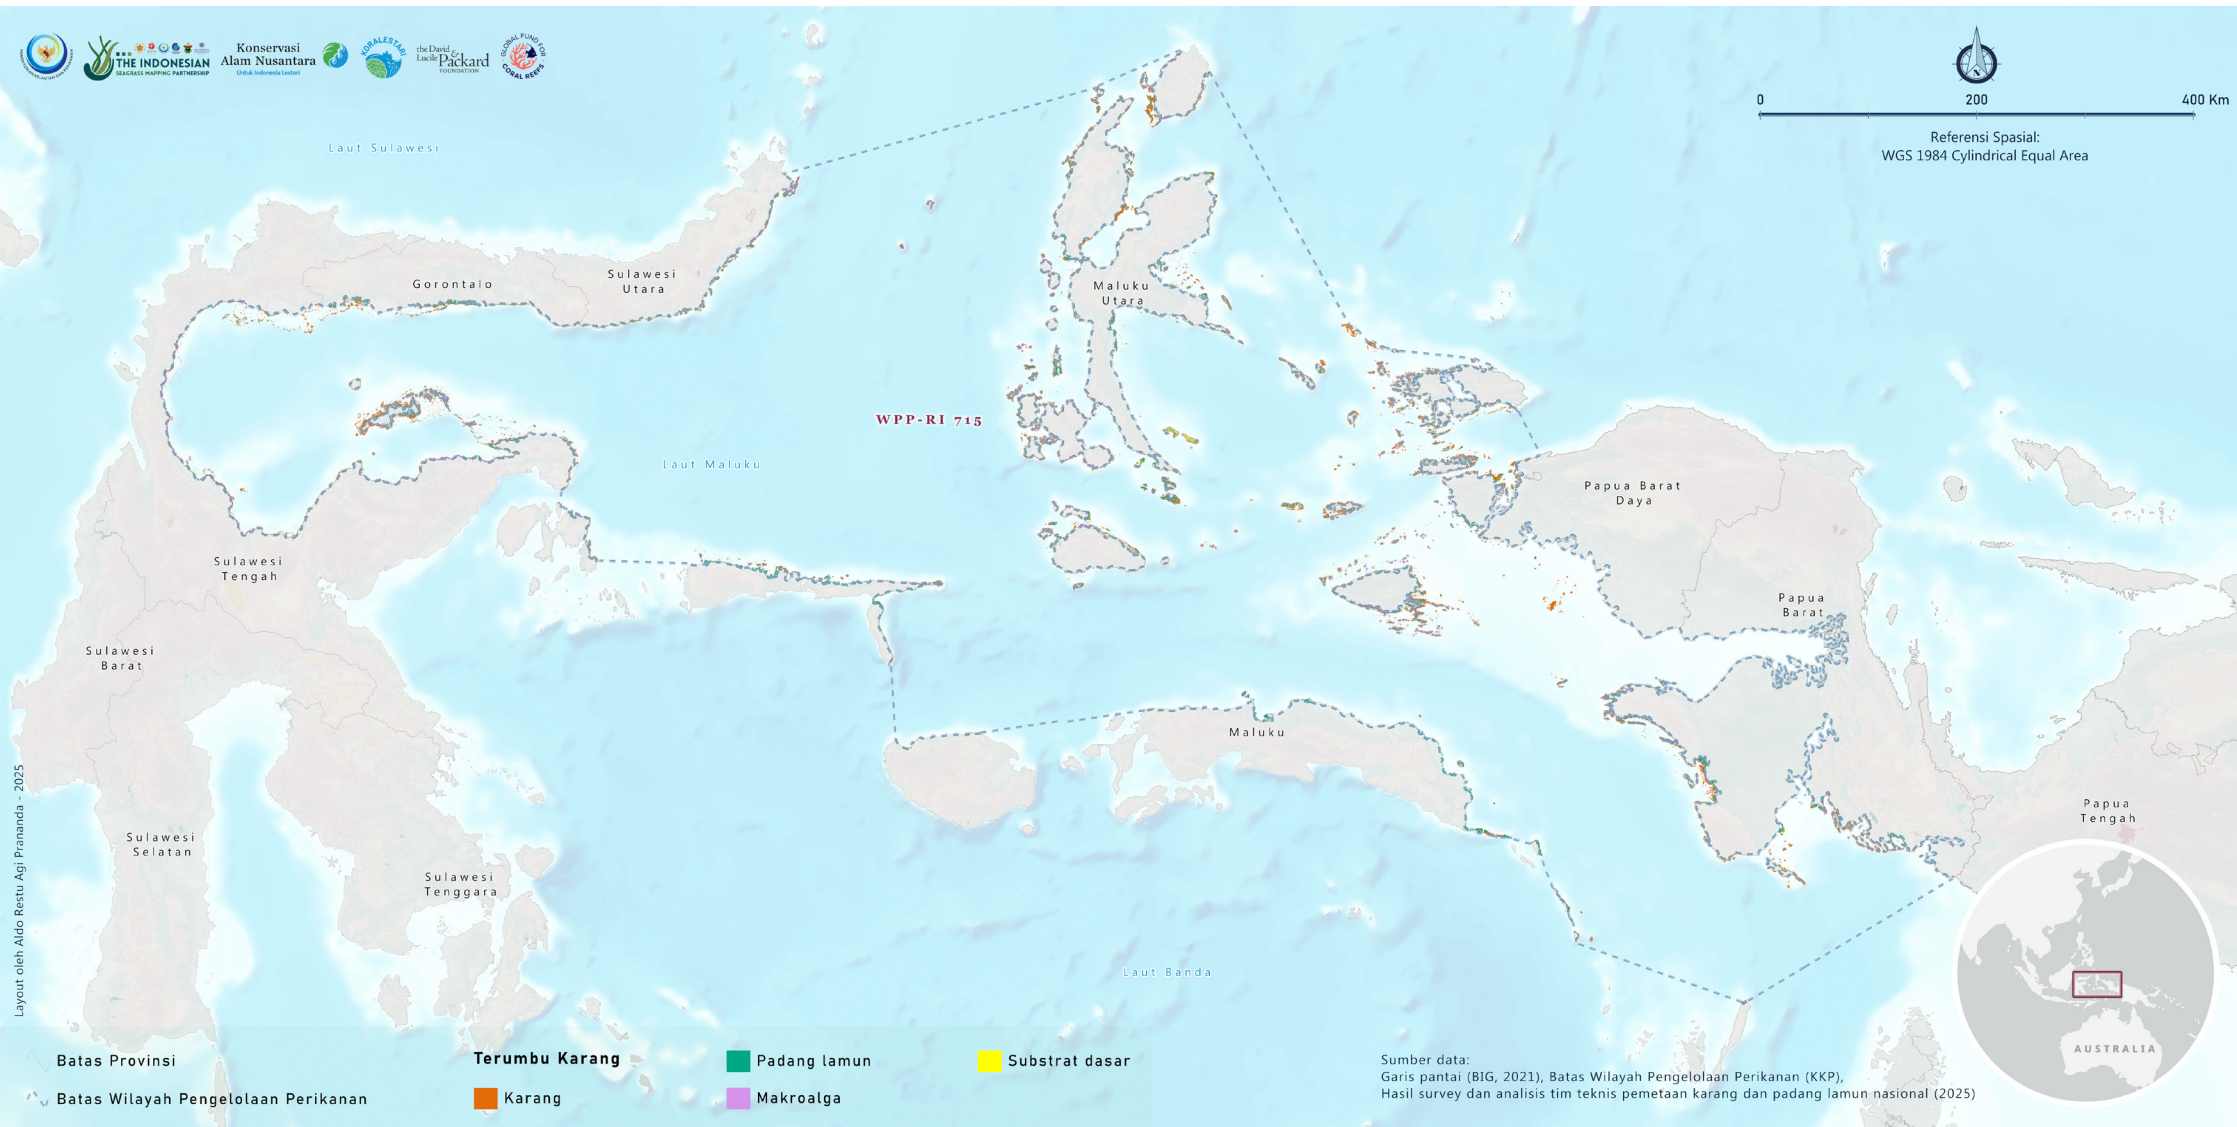 THE INDONESIAN
SEAGRASS MAPPING PARTNERSHIP
Konservasi
Alam Nusantara
Untuk Indonesia Lestari
KORALESTARI
the David &
Lucile Packard
FOUNDATION
GLOBAL FUND FOR
CORAL REEFS
N
0 200 400 Km
Referensi Spasial:
WGS 1984 Cylindrical Equal Area
Laut Sulawesi
Gorontalo
Sulawesi
Utara
Maluku
Utara
WPP-RI 715
Laut Maluku
Papua Barat
Daya
Sulawesi
Tengah
Papua
Barat
Sulawesi
Barat
Maluku
Papua
Tengah
Sulawesi
Selatan
Sulawesi
Tenggara
Laut Banda
Layout oleh Aldo Restu Agi Prananda - 2025
Batas Provinsi
Batas Wilayah Pengelolaan Perikanan
Terumbu Karang
Karang
Padang lamun
Makroalga
Substrat dasar
Sumber data:
Garis pantai (BIG, 2021), Batas Wilayah Pengelolaan Perikanan (KKP),
Hasil survey dan analisis tim teknis pemetaan karang dan padang lamun nasional (2025)
AUSTRALIA